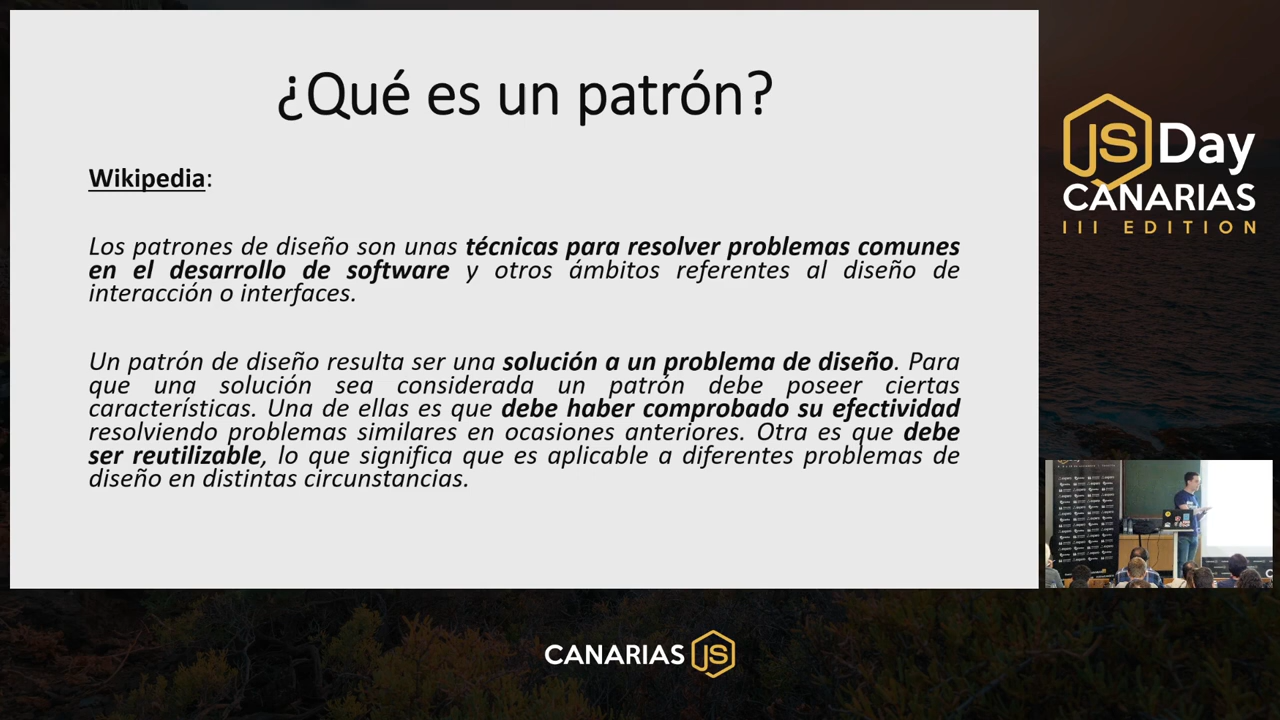 ¿Qué es un patrón?
Wikipedia:
Los patrones de diseño son unas técnicas para resolver problemas comunes
en el desarrollo de software y otros ámbitos referentes al diseño de
interacción o interfaces.
Un patrón de diseño resulta ser una solución a un problema de diseño. Para
que una solución sea considerada un patrón debe poseer ciertas
características. Una de ellas es que debe haber comprobado su efectividad
resolviendo problemas similares en ocasiones anteriores. Otra es que debe
ser reutilizable, lo que significa que es aplicable a diferentes problemas de
diseño en distintas circunstancias.
JS Day
CANARIAS
III EDITION
CANARIAS JS